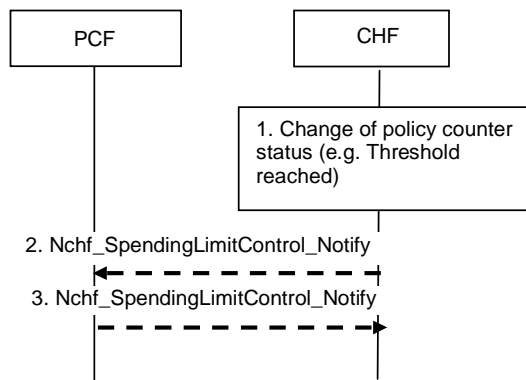 PCF
CHF
1. Change of policy counter
status (e.g. Threshold
reached)
2. Nchf_SpendingLimitControl_Notify
3. Nchf_SpendingLimitControl_Notify